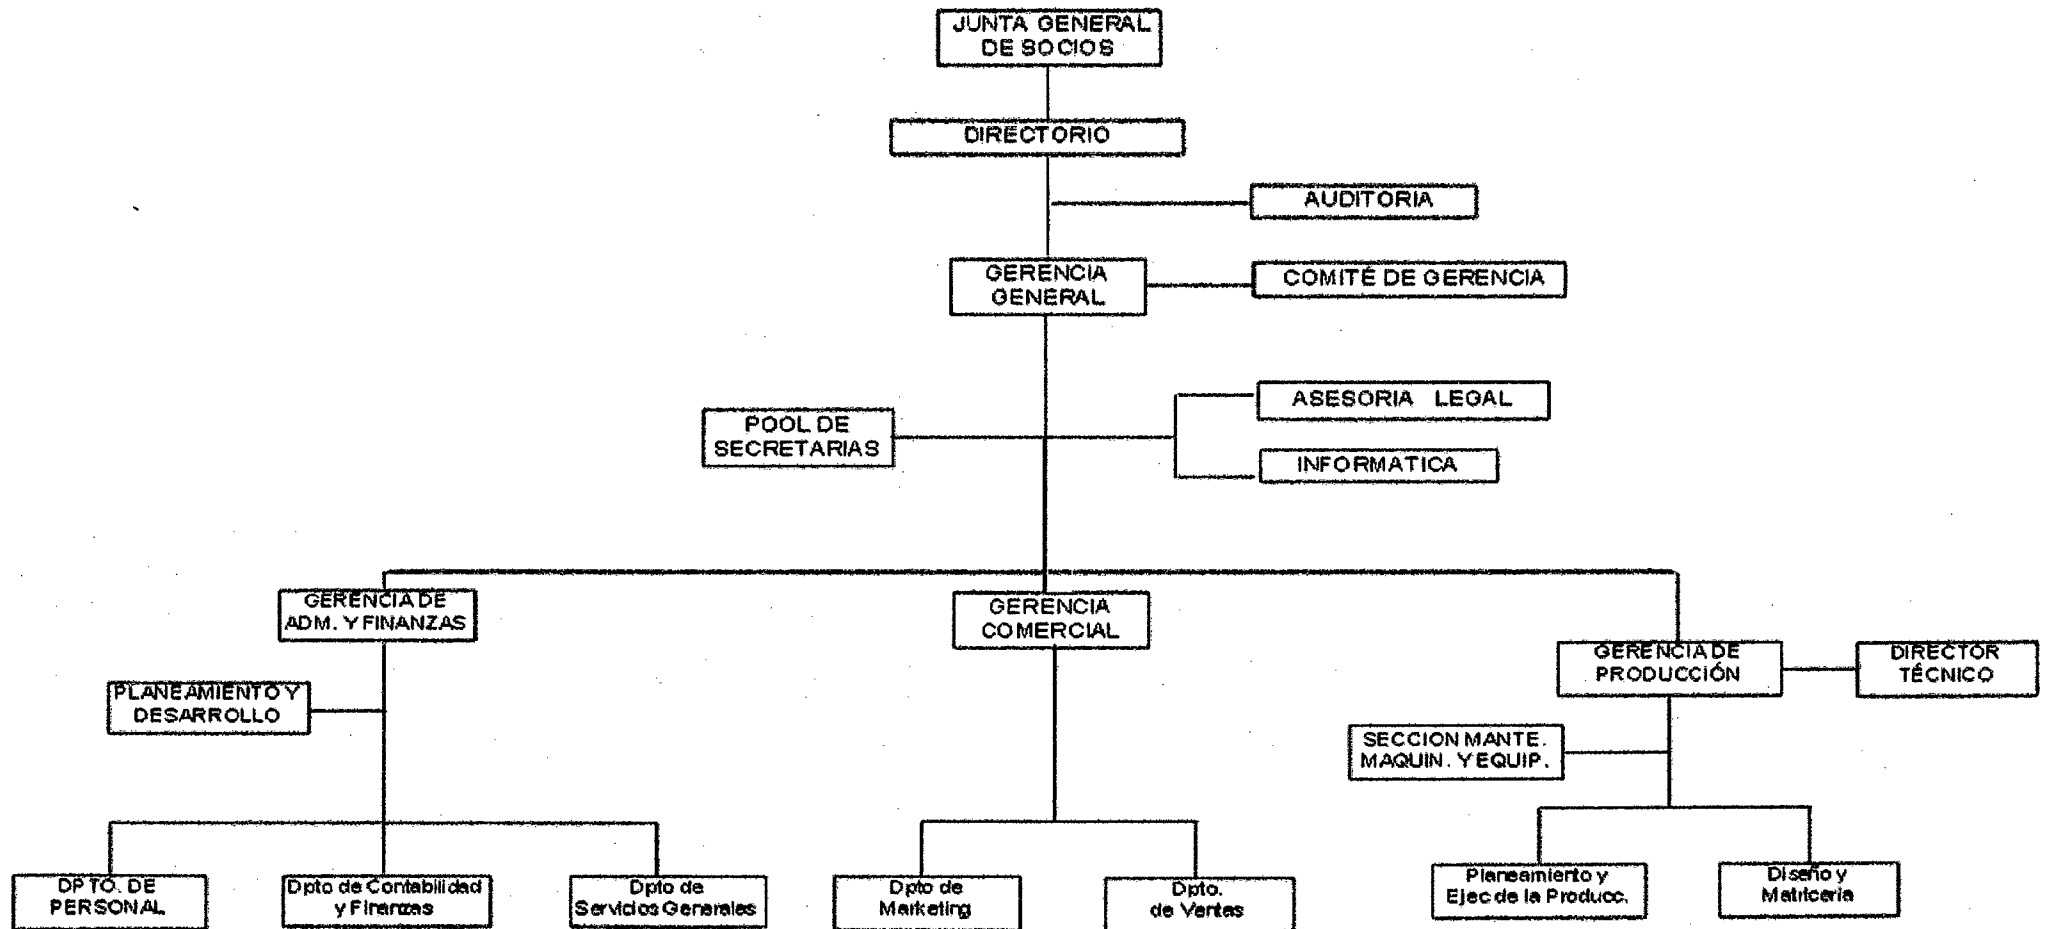 JUNTA GENERAL
DE SOCIOS
DIRECTORIO
AUDITORIA
GERENCIA
GENERAL
COMITÉ DE GERENCIA
ASESORIA LEGAL
POOL DE
SECRETARIAS
INFORMATICA
GERENCIA DE
ADM. Y FINANZAS
GERENCIA
COMERCIAL
GERENCIA DE
PRODUCCIÓN
DIRECTOR
TÉCNICO
PLANEAMIENTO Y
DESARROLLO
SECCION MANTE.
MAQUIN. Y EQUIP.
DPTO. DE
PERSONAL
Dpto de Contabilidad
y Finanzas
Dpto de
Servicios Generales
Dpto de
Marketing
Dpto.
de Ventas
Planeamiento y
Ejec de la Producc.
Diseño y
Matriceria